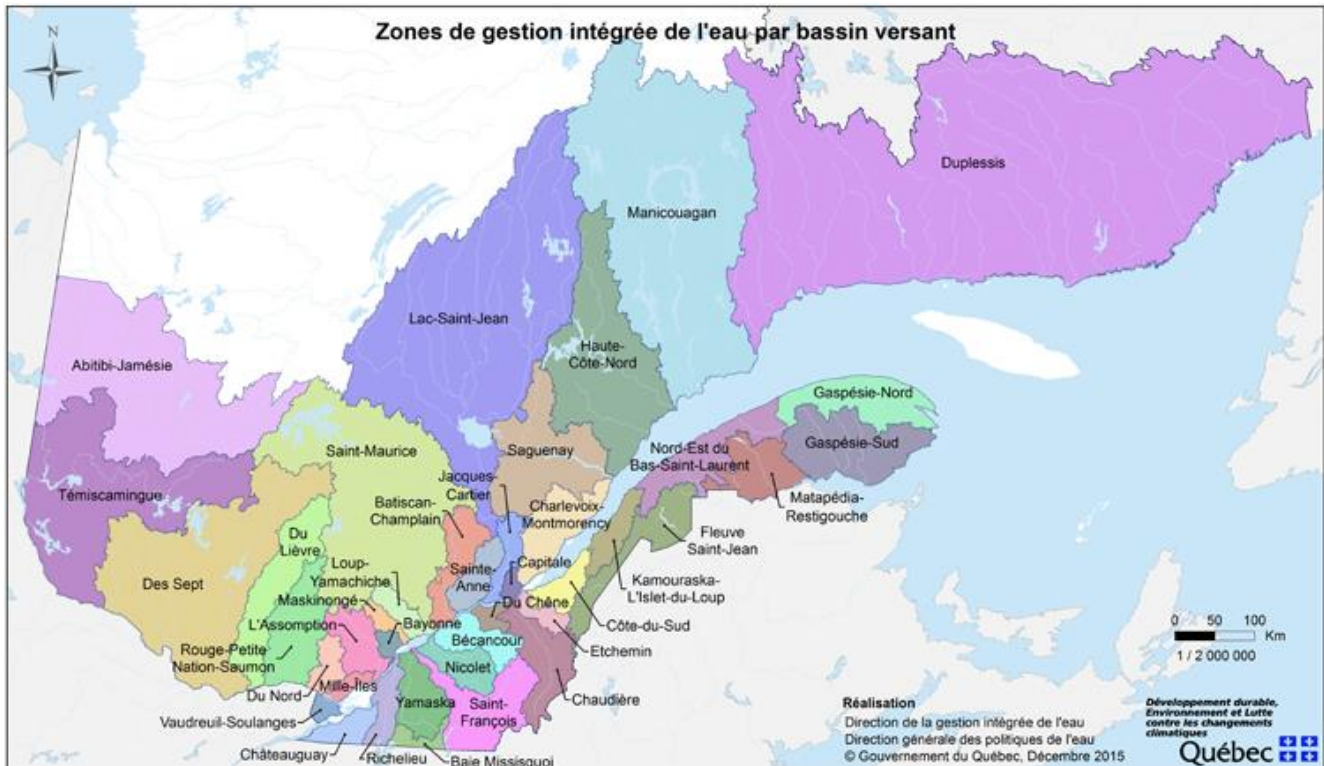 Zones de gestion intégrée de l'eau par bassin versant
N
Duplessis
Manicouagan
Lac-Saint-Jean
Haute-
Côte-Nord
Abitibi-Jamésie
Gaspésie-Nord
Gaspésie-Sud
Nord-Est du
Bas-Saint-Laurent
Saguenay
Saint-Maurice
Jacques-
Cartier
Témiscamingue
Batiscan-
Champlain
Charlevoix-
Montmorency
Matapédia-
Restigouche
Fleuve
Saint-Jean
Du
Lièvre
Des Sept
Loup-
Yamachiche
Sainte-
Anne
Capitale
Kamouraska-
L'Islet-du-Loup
Maskinongé
Du Chêne
L'Assomption
Bayonne
Côte-du-Sud
Bécancour
Etchemin
Rouge-Petite
Nation-Saumon
Nicolet
Du Nord
Mille-Îles
Yamaska
Saint-
François
Chaudière
Vaudreuil-Soulanges
Châteauguay
Richelieu
Baie Missisquoi
0 50 100
Km
1 / 2 000 000
Réalisation
Direction de la gestion intégrée de l'eau
Direction générale des politiques de l'eau
© Gouvernement du Québec, Décembre 2015
Développement durable,
Environnement et Lutte
contre les changements
climatiques
Québec